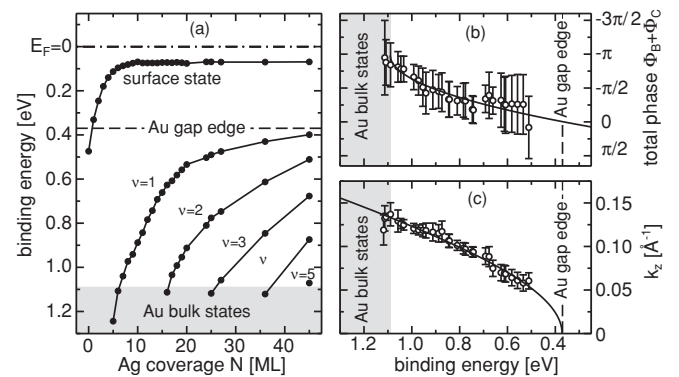 (a)
E_F=0
surface state
Au gap edge
ν=1
ν=2
ν=3
ν
ν=5
Au bulk states
0.0
0.2
0.4
0.6
0.8
1.0
1.2
binding energy [eV]
0 10 20 30 40
Ag coverage N [ML]
(b)
Au bulk states
Au gap edge
-3π/2
-π
-π/2
0
π/2
total phase Φ_B+Φ_C
(c)
Au bulk states
Au gap edge
0.15
0.10
0.05
0
k_z [Å⁻¹]
1.2 1.0 0.8 0.6 0.4
binding energy [eV]